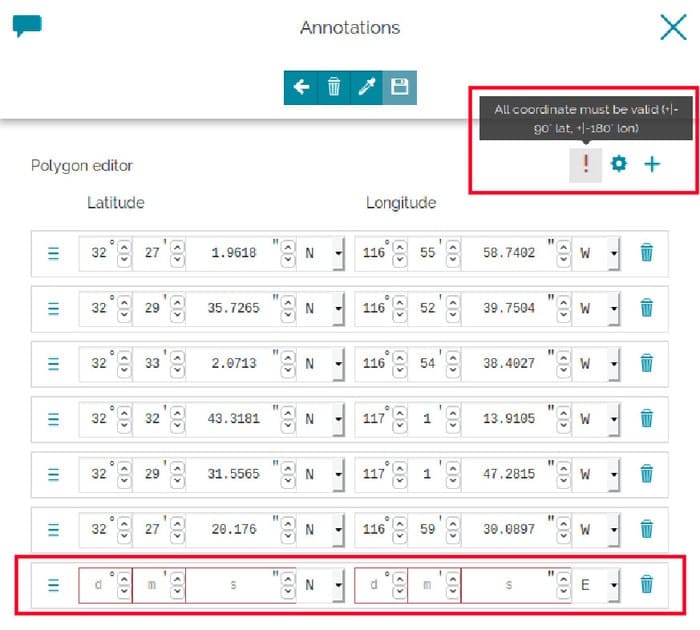 Annotations
All coordinate must be valid (+|-
90° lat, +|-180° lon)
Polygon editor
!
Latitude Longitude
32 ° 27 ' 1.9618 " N 116 ° 55 ' 58.7402 " W
32 ° 29 ' 35.7265 " N 116 ° 52 ' 39.7504 " W
32 ° 33 ' 2.0713 " N 116 ° 54 ' 38.4027 " W
32 ° 32 ' 43.3181 " N 117 ° 1 ' 13.9105 " W
32 ° 29 ' 31.5565 " N 117 ° 1 ' 47.2815 " W
32 ° 27 ' 20.176 " N 116 ° 59 ' 30.0897 " W
d ° m ' s " N d ° m ' s " E